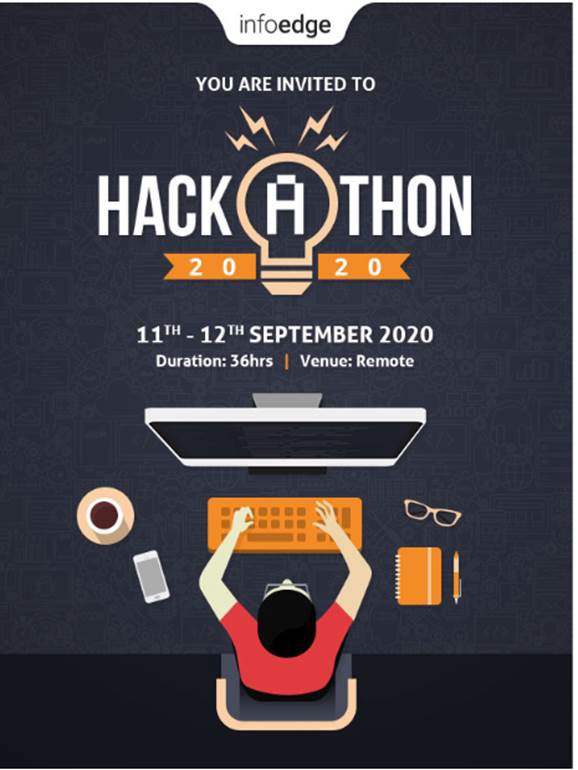 infoedge
YOU ARE INVITED TO
HACKATHON
2020
11TH - 12TH SEPTEMBER 2020
Duration: 36hrs | Venue: Remote